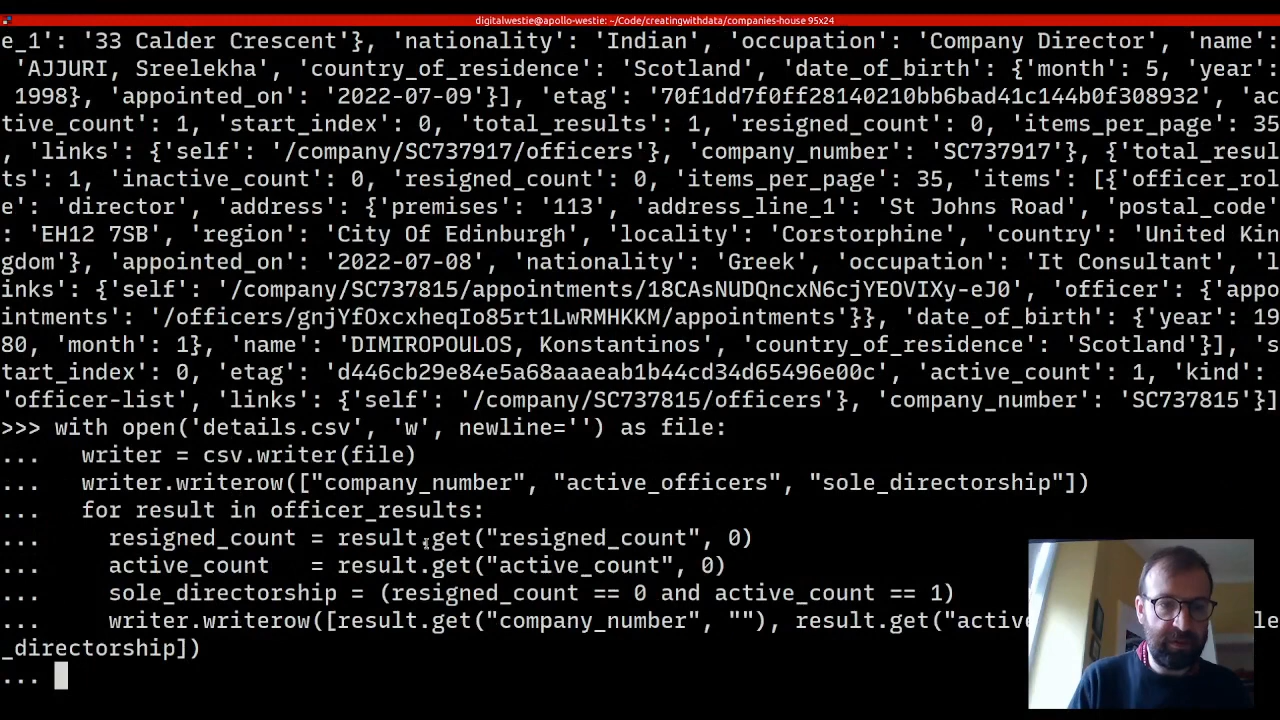 digitalwestie@apollo-westie: ~/Code/creatingwithdata/companies-house 95x24
e_1': '33 Calder Crescent'}, 'nationality': 'Indian', 'occupation': 'Company Director', 'name':
'AJJURI, Sreelekha', 'country_of_residence': 'Scotland', 'date_of_birth': {'month': 5, 'year':
1998}, 'appointed_on': '2022-07-09'}], 'etag': '70f1dd7f0ff28140210bb6bad41c144b0f308932', 'ac
tive_count': 1, 'start_index': 0, 'total_results': 1, 'resigned_count': 0, 'items_per_page': 35
, 'links': {'self': '/company/SC737917/officers'}, 'company_number': 'SC737917'}, {'total_resul
ts': 1, 'inactive_count': 0, 'resigned_count': 0, 'items_per_page': 35, 'items': [{'officer_rol
e': 'director', 'address': {'premises': '113', 'address_line_1': 'St Johns Road', 'postal_code'
: 'EH12 7SB', 'region': 'City Of Edinburgh', 'locality': 'Corstorphine', 'country': 'United Kin
gdom'}, 'appointed_on': '2022-07-08', 'nationality': 'Greek', 'occupation': 'It Consultant', 'l
inks': {'self': '/company/SC737815/appointments/18CAsNUDQncxN6cjYEOVIXy-eJ0', 'officer': {'appo
intments': '/officers/gnjYfOxcxheqIo85rt1LwRMHKKM/appointments'}}, 'date_of_birth': {'year': 19
80, 'month': 1}, 'name': 'DIMIROPOULOS, Konstantinos', 'country_of_residence': 'Scotland'}], 's
tart_index': 0, 'etag': 'd446cb29e84e5a68aaaeab1b44cd34d65496e00c', 'active_count': 1, 'kind':
'officer-list', 'links': {'self': '/company/SC737815/officers'}, 'company_number': 'SC737815'}]
>>> with open('details.csv', 'w', newline='') as file:
...   writer = csv.writer(file)
...   writer.writerow(["company_number", "active_officers", "sole_directorship"])
...   for result in officer_results:
...     resigned_count = result.get("resigned_count", 0)
...     active_count   = result.get("active_count", 0)
...     sole_directorship = (resigned_count == 0 and active_count == 1)
...     writer.writerow([result.get("company_number", ""), result.get("active le
_directorship])
...